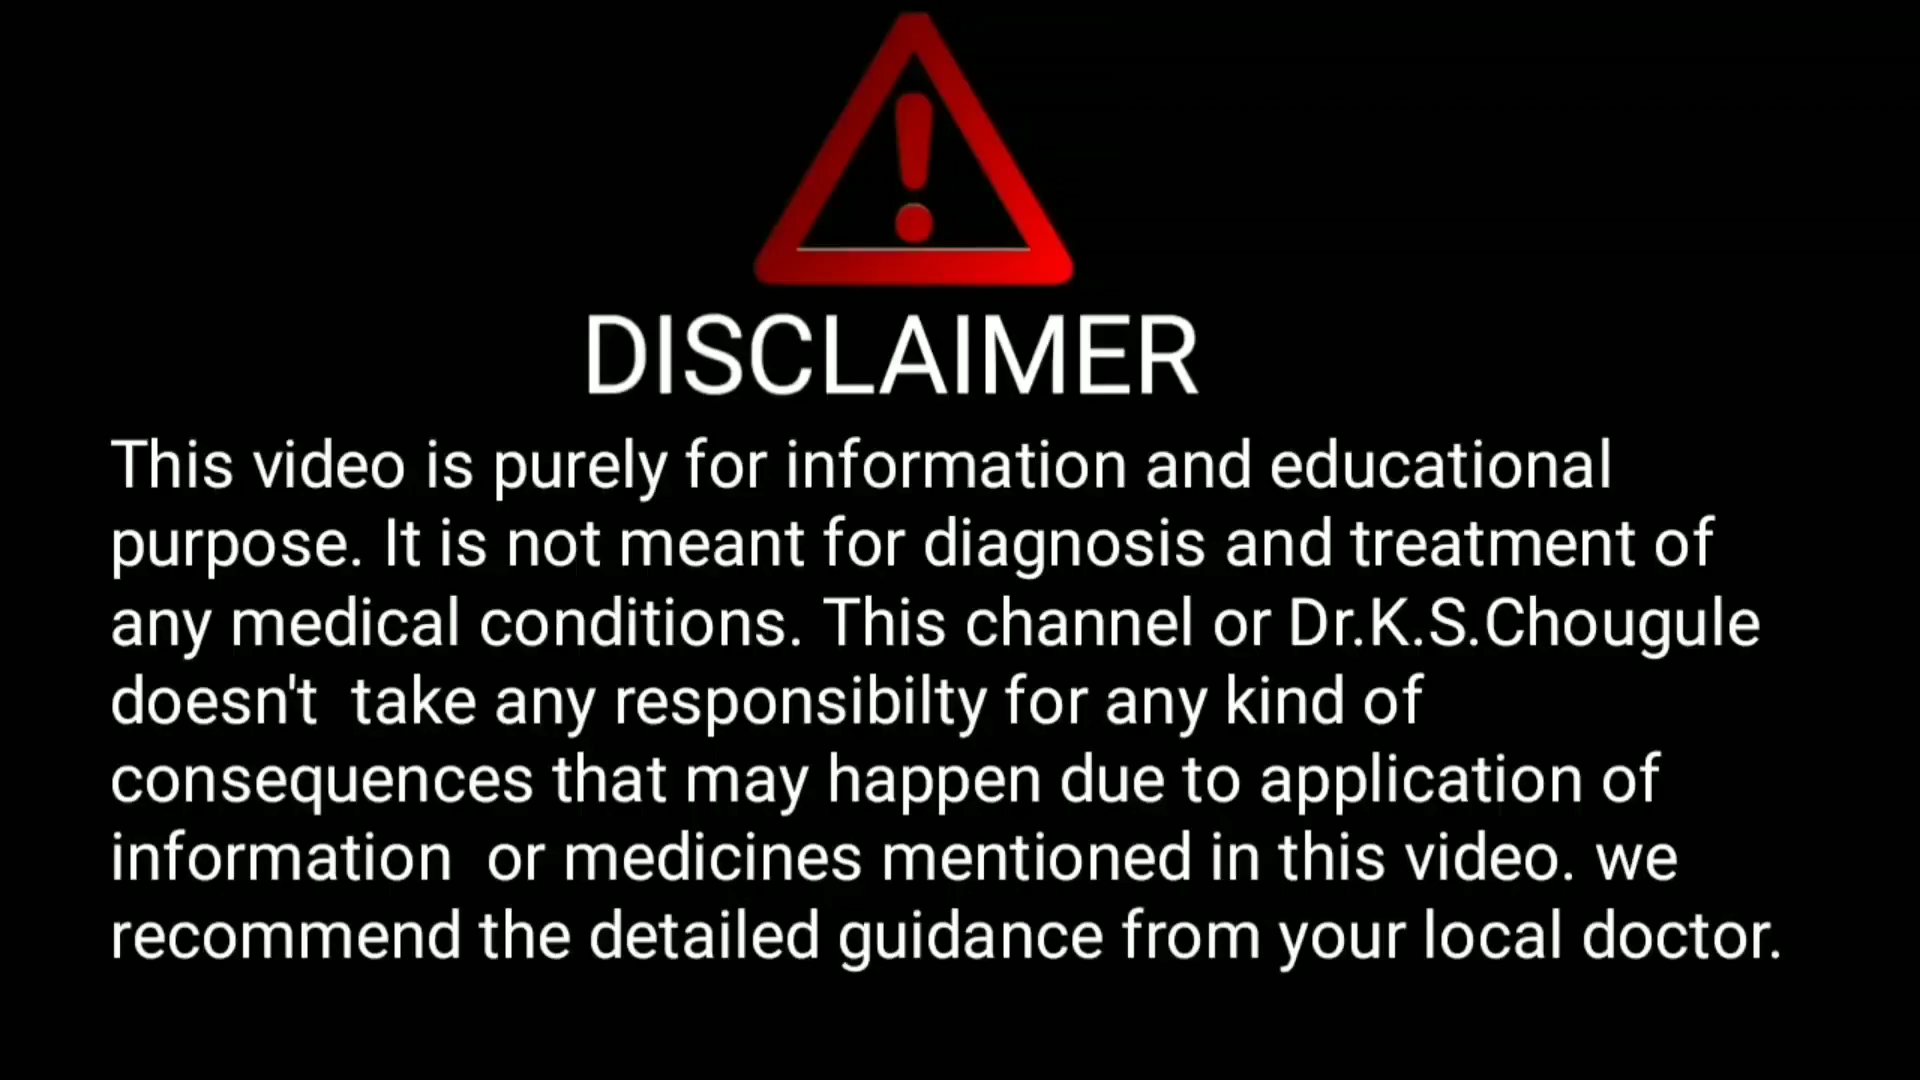 DISCLAIMER
This video is purely for information and educational
purpose. It is not meant for diagnosis and treatment of
any medical conditions. This channel or Dr.K.S.Chougule
doesn't  take any responsibilty for any kind of
consequences that may happen due to application of
information  or medicines mentioned in this video. we
recommend the detailed guidance from your local doctor.